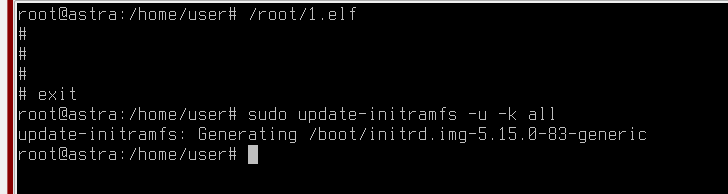 root@astra:/home/user# /root/1.elf
#
#
#
# exit
root@astra:/home/user# sudo update-initramfs -u -k all
update-initramfs: Generating /boot/initrd.img-5.15.0-83-generic
root@astra:/home/user#